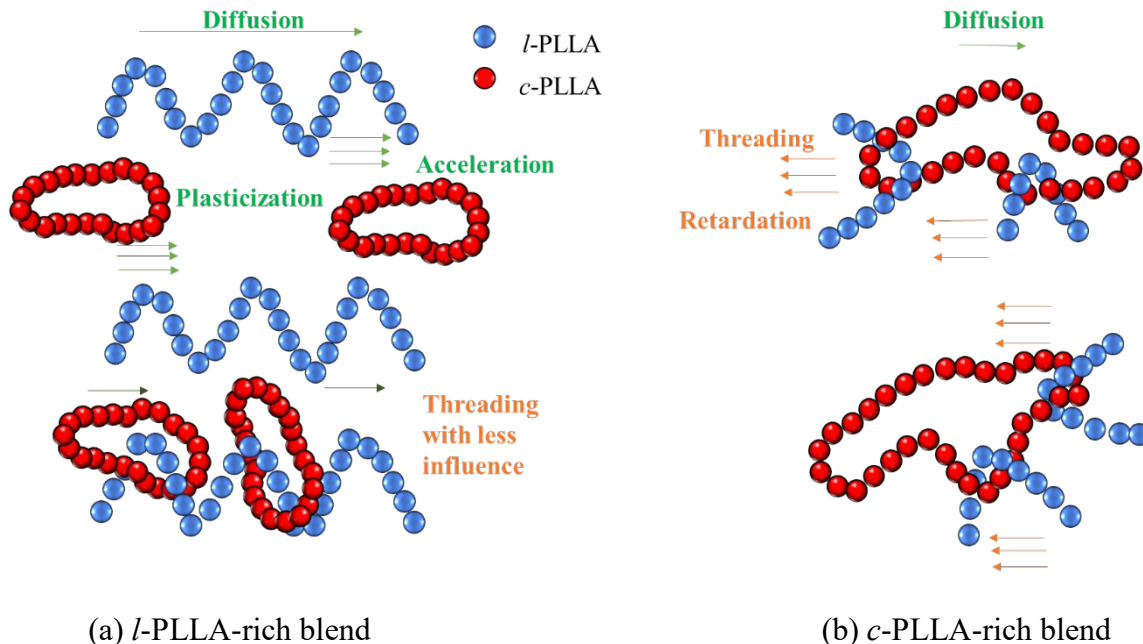 Diffusion
l-PLLA
c-PLLA
Acceleration
Plasticization
Threading
with less
influence
(a) l-PLLA-rich blend
Diffusion
Threading
Retardation
(b) c-PLLA-rich blend